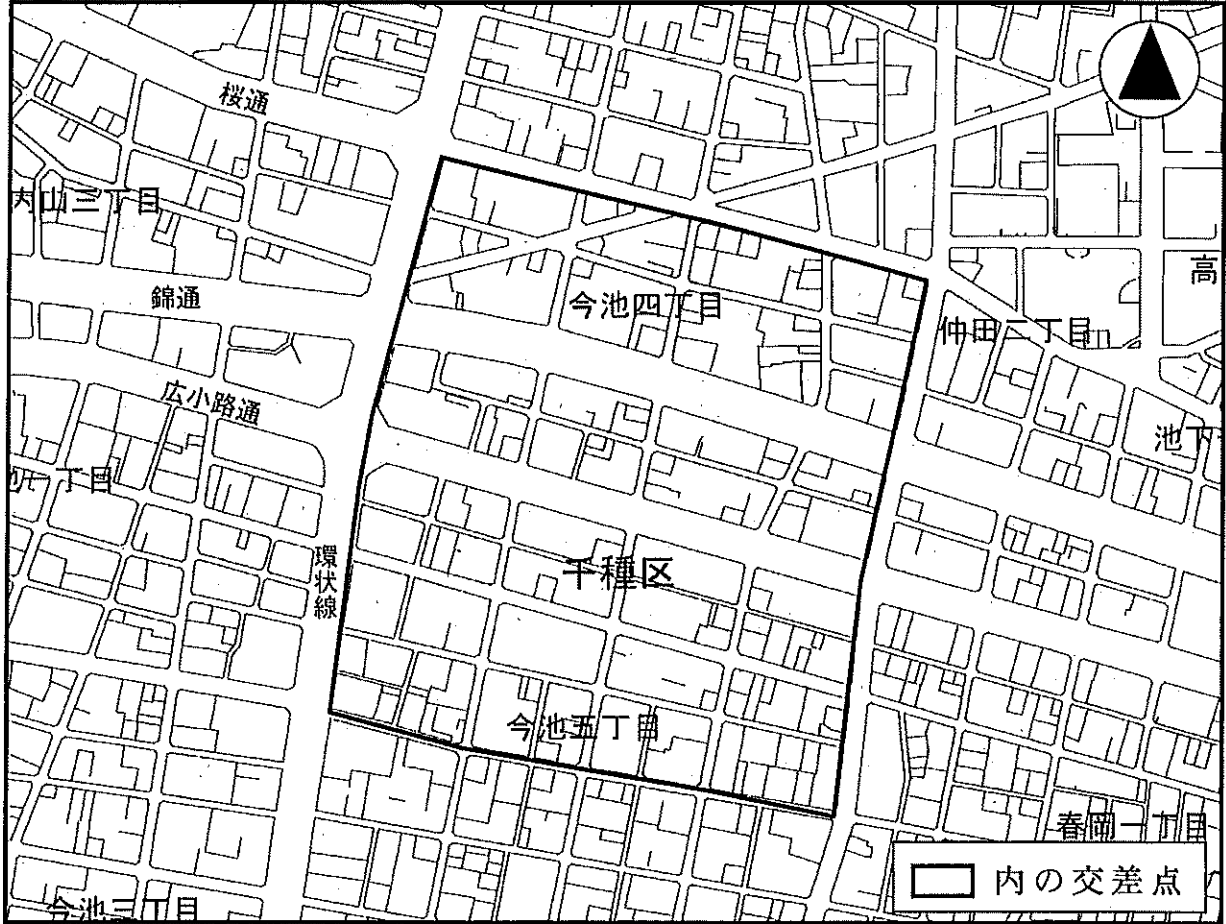 桜通
内山三丁目
高
錦通
今池四丁目
仲田二丁目
広小路通
池下
一丁目
環状線
千種区
今池五丁目
春岡一丁目
内の交差点
今池三丁目